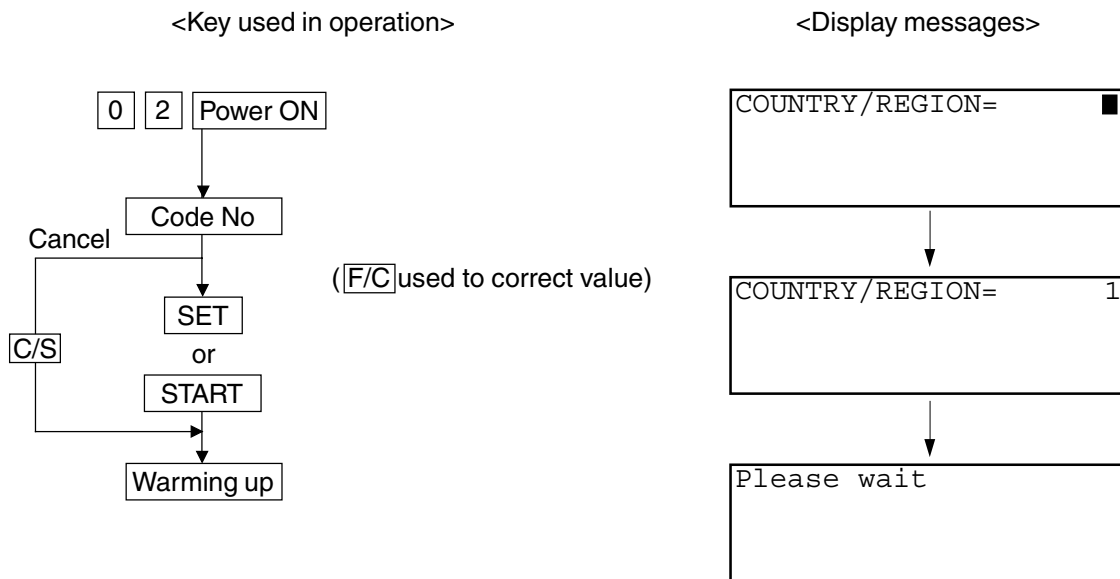 <Key used in operation>
<Display messages>
0 2 Power ON
Code No
Cancel
(F/C used to correct value)
SET
C/S
or
START
Warming up
COUNTRY/REGION= ■
COUNTRY/REGION= 1
Please wait